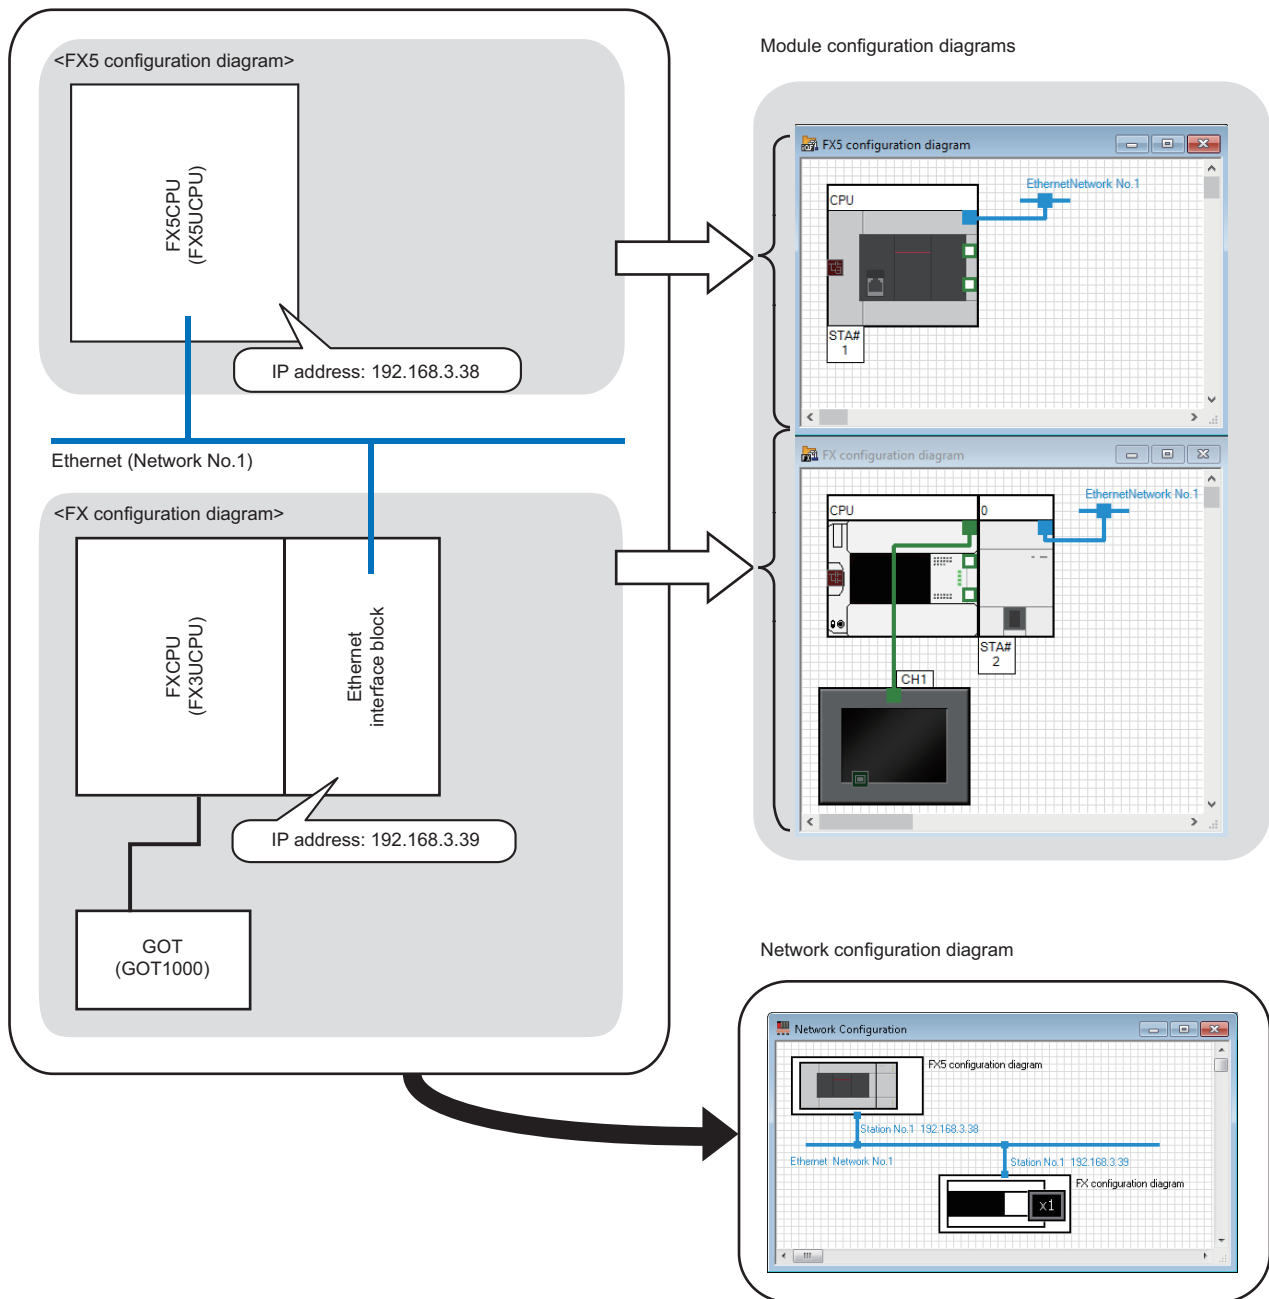 <FX5 configuration diagram>
FX5CPU
(FX5UCPU)
IP address: 192.168.3.38
Ethernet (Network No.1)
<FX configuration diagram>
FXCPU
(FX3UCPU)
Ethernet
interface block
IP address: 192.168.3.39
GOT
(GOT1000)
Module configuration diagrams
FX5 configuration diagram
EthernetNetwork No.1
CPU
STA#
1
FX configuration diagram
EthernetNetwork No.1
CPU
0
STA#
2
CH1
Network configuration diagram
Network Configuration
FX5 configuration diagram
Station No.1 192.168.3.38
Ethernet Network No.1
Station No.1 192.168.3.39
FX configuration diagram
x1